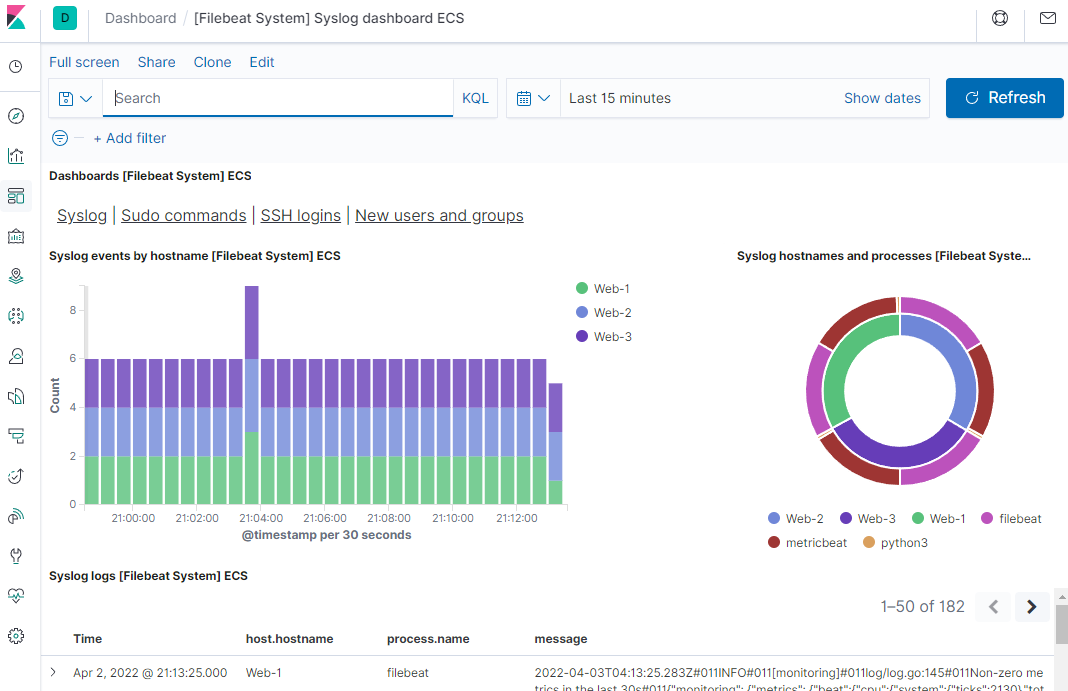 D Dashboard / [Filebeat System] Syslog dashboard ECS
Full screen Share Clone Edit
Search KQL Last 15 minutes Show dates Refresh
+ Add filter
Dashboards [Filebeat System] ECS
Syslog | Sudo commands | SSH logins | New users and groups
Syslog events by hostname [Filebeat System] ECS
Count
8
6
4
2
0
21:00:00 21:02:00 21:04:00 21:06:00 21:08:00 21:10:00 21:12:00
@timestamp per 30 seconds
Web-1
Web-2
Web-3
Syslog hostnames and processes [Filebeat Syste...
Web-2 Web-3 Web-1 filebeat
metricbeat python3
Syslog logs [Filebeat System] ECS
1–50 of 182
Time host.hostname process.name message
Apr 2, 2022 @ 21:13:25.000 Web-1 filebeat 2022-04-03T04:13:25.283Z#011INFO#011[monitoring]#011log/log.go:145#011Non-zero me
trics in the last 30s#011{"monitoring": {"metrics": {"beat":{"cpu":{"system":{"ticks":2130},"tot